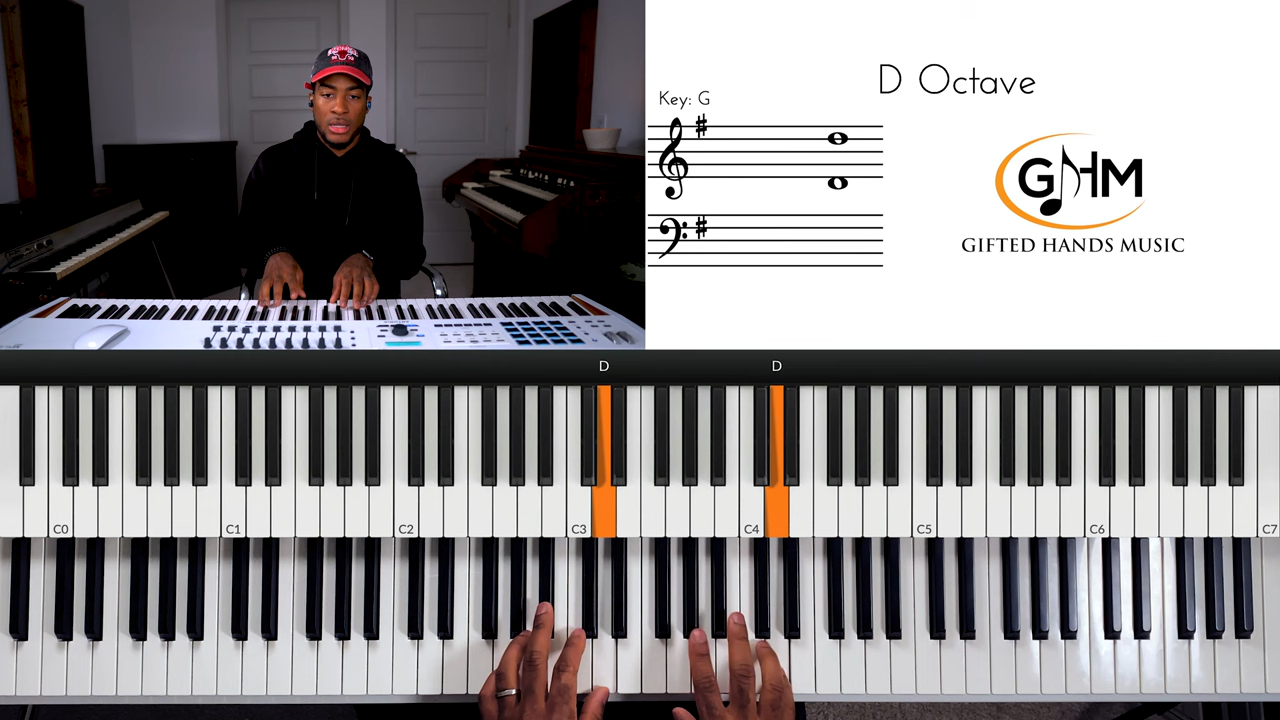 D Octave
Key: G
GHM
GIFTED HANDS MUSIC
D D
C0 C1 C2 C3 C4 C5 C6 C7